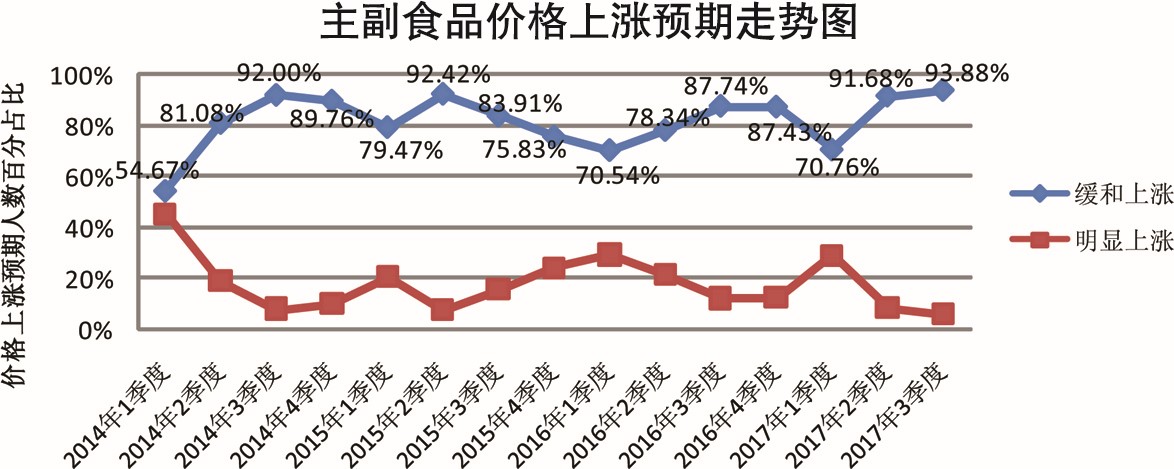 主副食品价格上涨预期走势图
价格上涨预期人数百分占比
100%
80%
60%
40%
20%
0%
54.67%
81.08%
92.00%
89.76%
79.47%
92.42%
83.91%
75.83%
70.54%
78.34%
87.74%
87.43%
70.76%
91.68%
93.88%
缓和上涨
明显上涨
2014年1季度
2014年2季度
2014年3季度
2014年4季度
2015年1季度
2015年2季度
2015年3季度
2015年4季度
2016年1季度
2016年2季度
2016年3季度
2016年4季度
2017年1季度
2017年2季度
2017年3季度